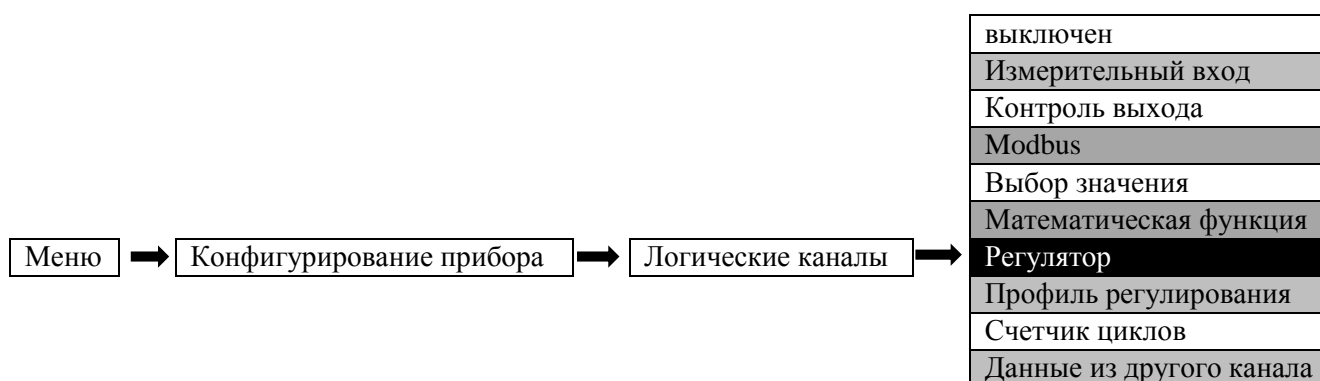 выключен
Измерительный вход
Контроль выхода
Modbus
Выбор значения
Математическая функция
Меню
Конфигурирование прибора
Логические каналы
Регулятор
Профиль регулирования
Счетчик циклов
Данные из другого канала